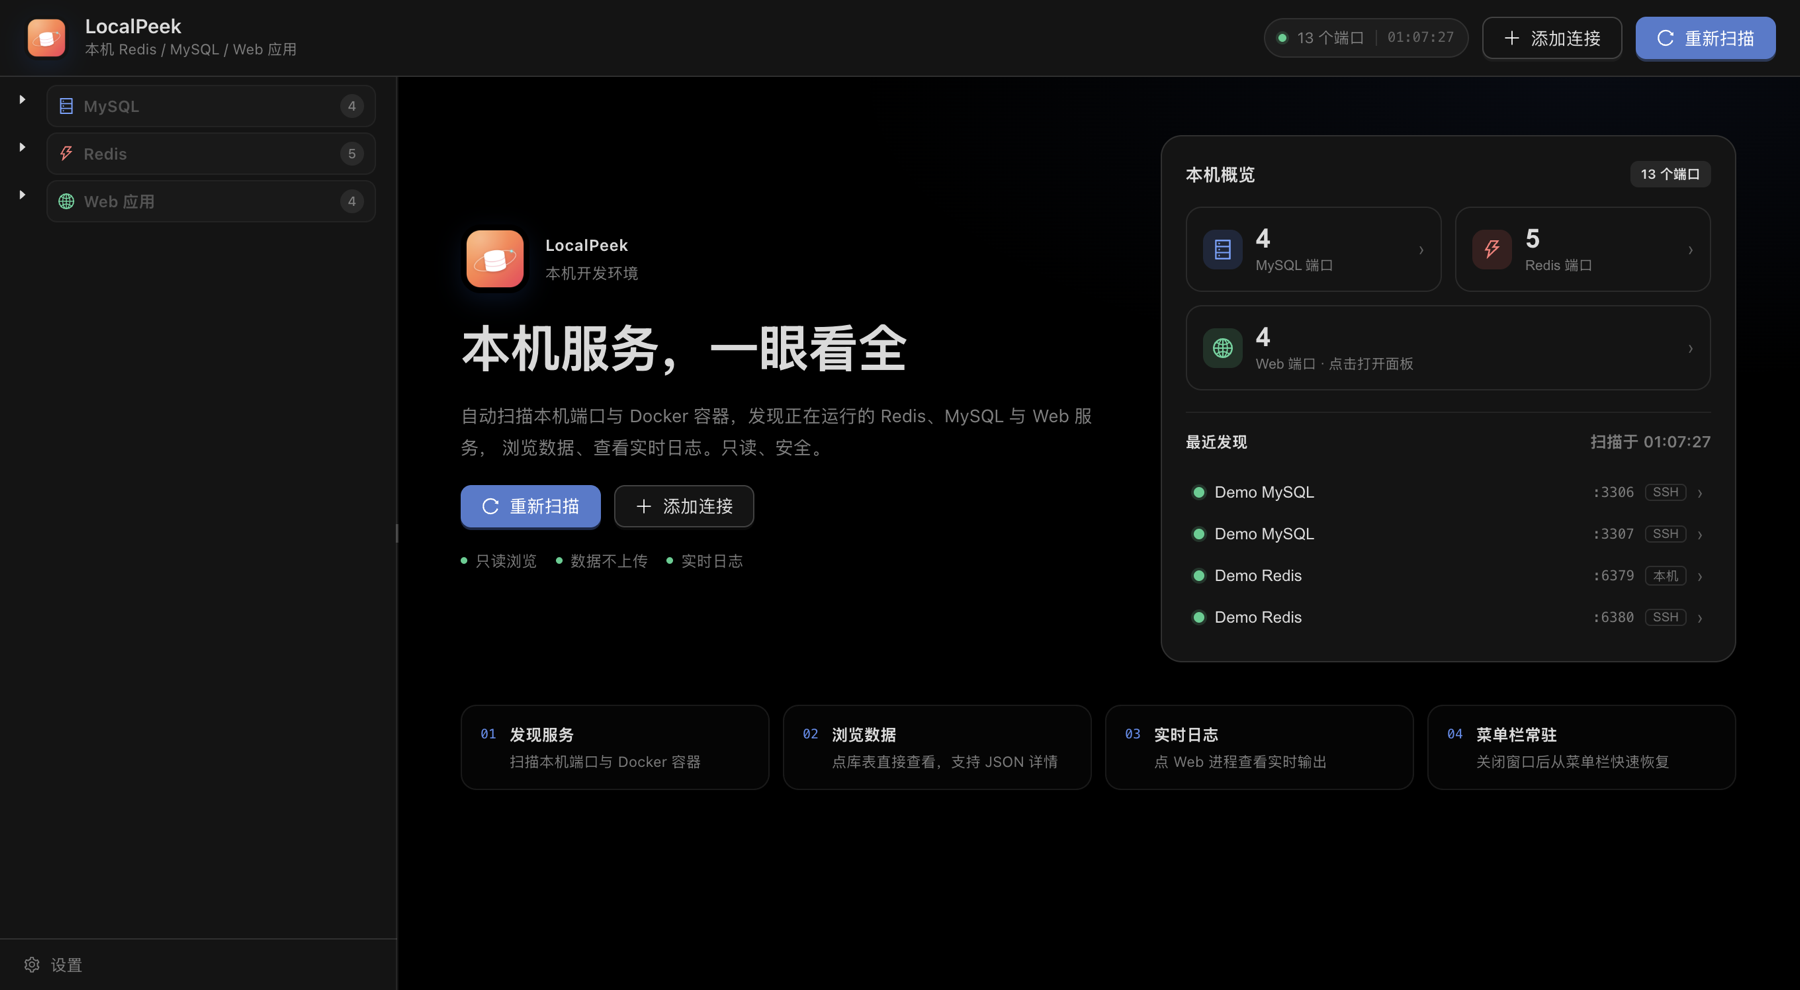 LocalPeek
本机 Redis / MySQL / Web 应用
13 个端口 | 01:07:27
添加连接
重新扫描
MySQL 4
Redis 5
Web 应用 4
设置
LocalPeek
本机开发环境
本机服务，一眼看全
自动扫描本机端口与 Docker 容器，发现正在运行的 Redis、MySQL 与 Web 服
务， 浏览数据、查看实时日志。只读、安全。
重新扫描
添加连接
只读浏览
数据不上传
实时日志
本机概览
13 个端口
4
MySQL 端口
5
Redis 端口
4
Web 端口 · 点击打开面板
最近发现
扫描于 01:07:27
Demo MySQL :3306 SSH
Demo MySQL :3307 SSH
Demo Redis :6379 本机
Demo Redis :6380 SSH
01 发现服务
扫描本机端口与 Docker 容器
02 浏览数据
点库表直接查看，支持 JSON 详情
03 实时日志
点 Web 进程查看实时输出
04 菜单栏常驻
关闭窗口后从菜单栏快速恢复